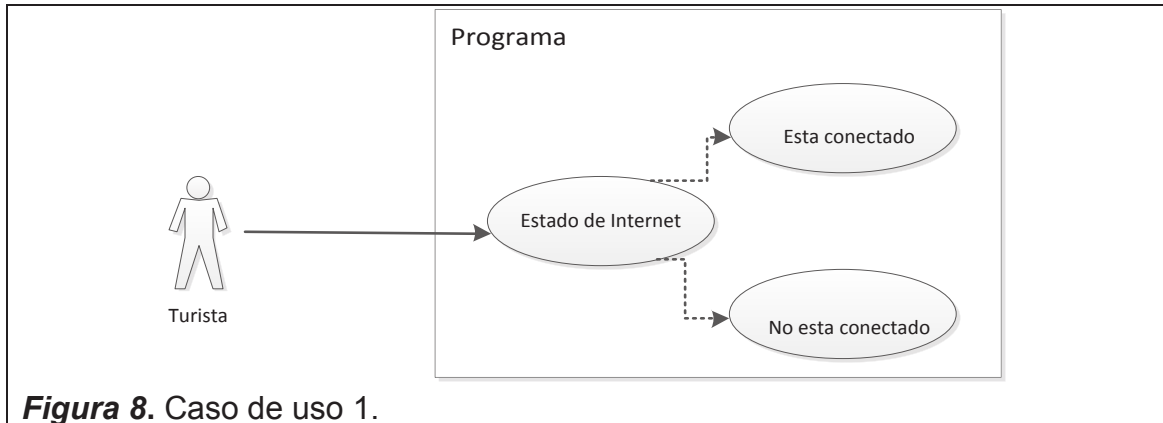 Programa
Esta conectado
Estado de Internet
Turista
No esta conectado
Figura 8. Caso de uso 1.